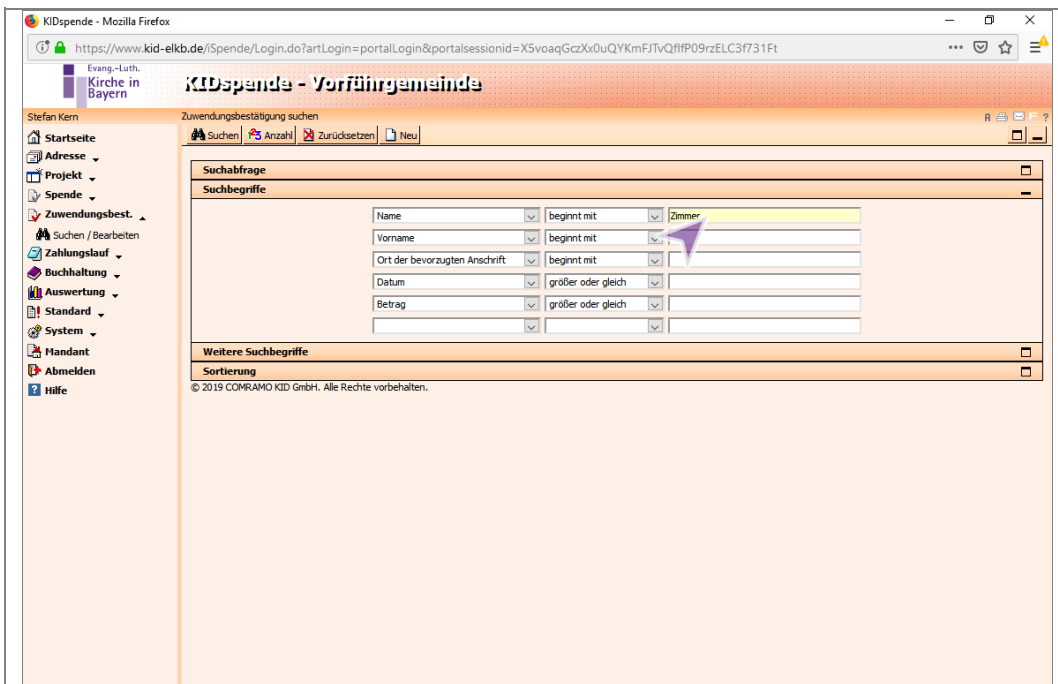 KIDspende - Mozilla Firefox
https://www.kid-elkb.de/iSpende/Login.do?artLogin=portalLogin&portalsessionid=X5voaqGczXx0uQYKmFJTvQfIfP09rzELC3f731Ft
Evang.-Luth.
Kirche in
Bayern
KIDspende - Vorführgemeinde
Stefan Kern
Zuwendungsbestätigung suchen
Suchen Anzahl Zurücksetzen Neu
Startseite
Adresse
Projekt
Spende
Zuwendungsbest.
Suchen / Bearbeiten
Zahlungslauf
Buchhaltung
Auswertung
Standard
System
Mandant
Abmelden
Hilfe
Suchabfrage
Suchbegriffe
Name beginnt mit Zimmer
Vorname beginnt mit
Ort der bevorzugten Anschrift beginnt mit
Datum größer oder gleich
Betrag größer oder gleich
Weitere Suchbegriffe
Sortierung
© 2019 COMRAMO KID GmbH. Alle Rechte vorbehalten.